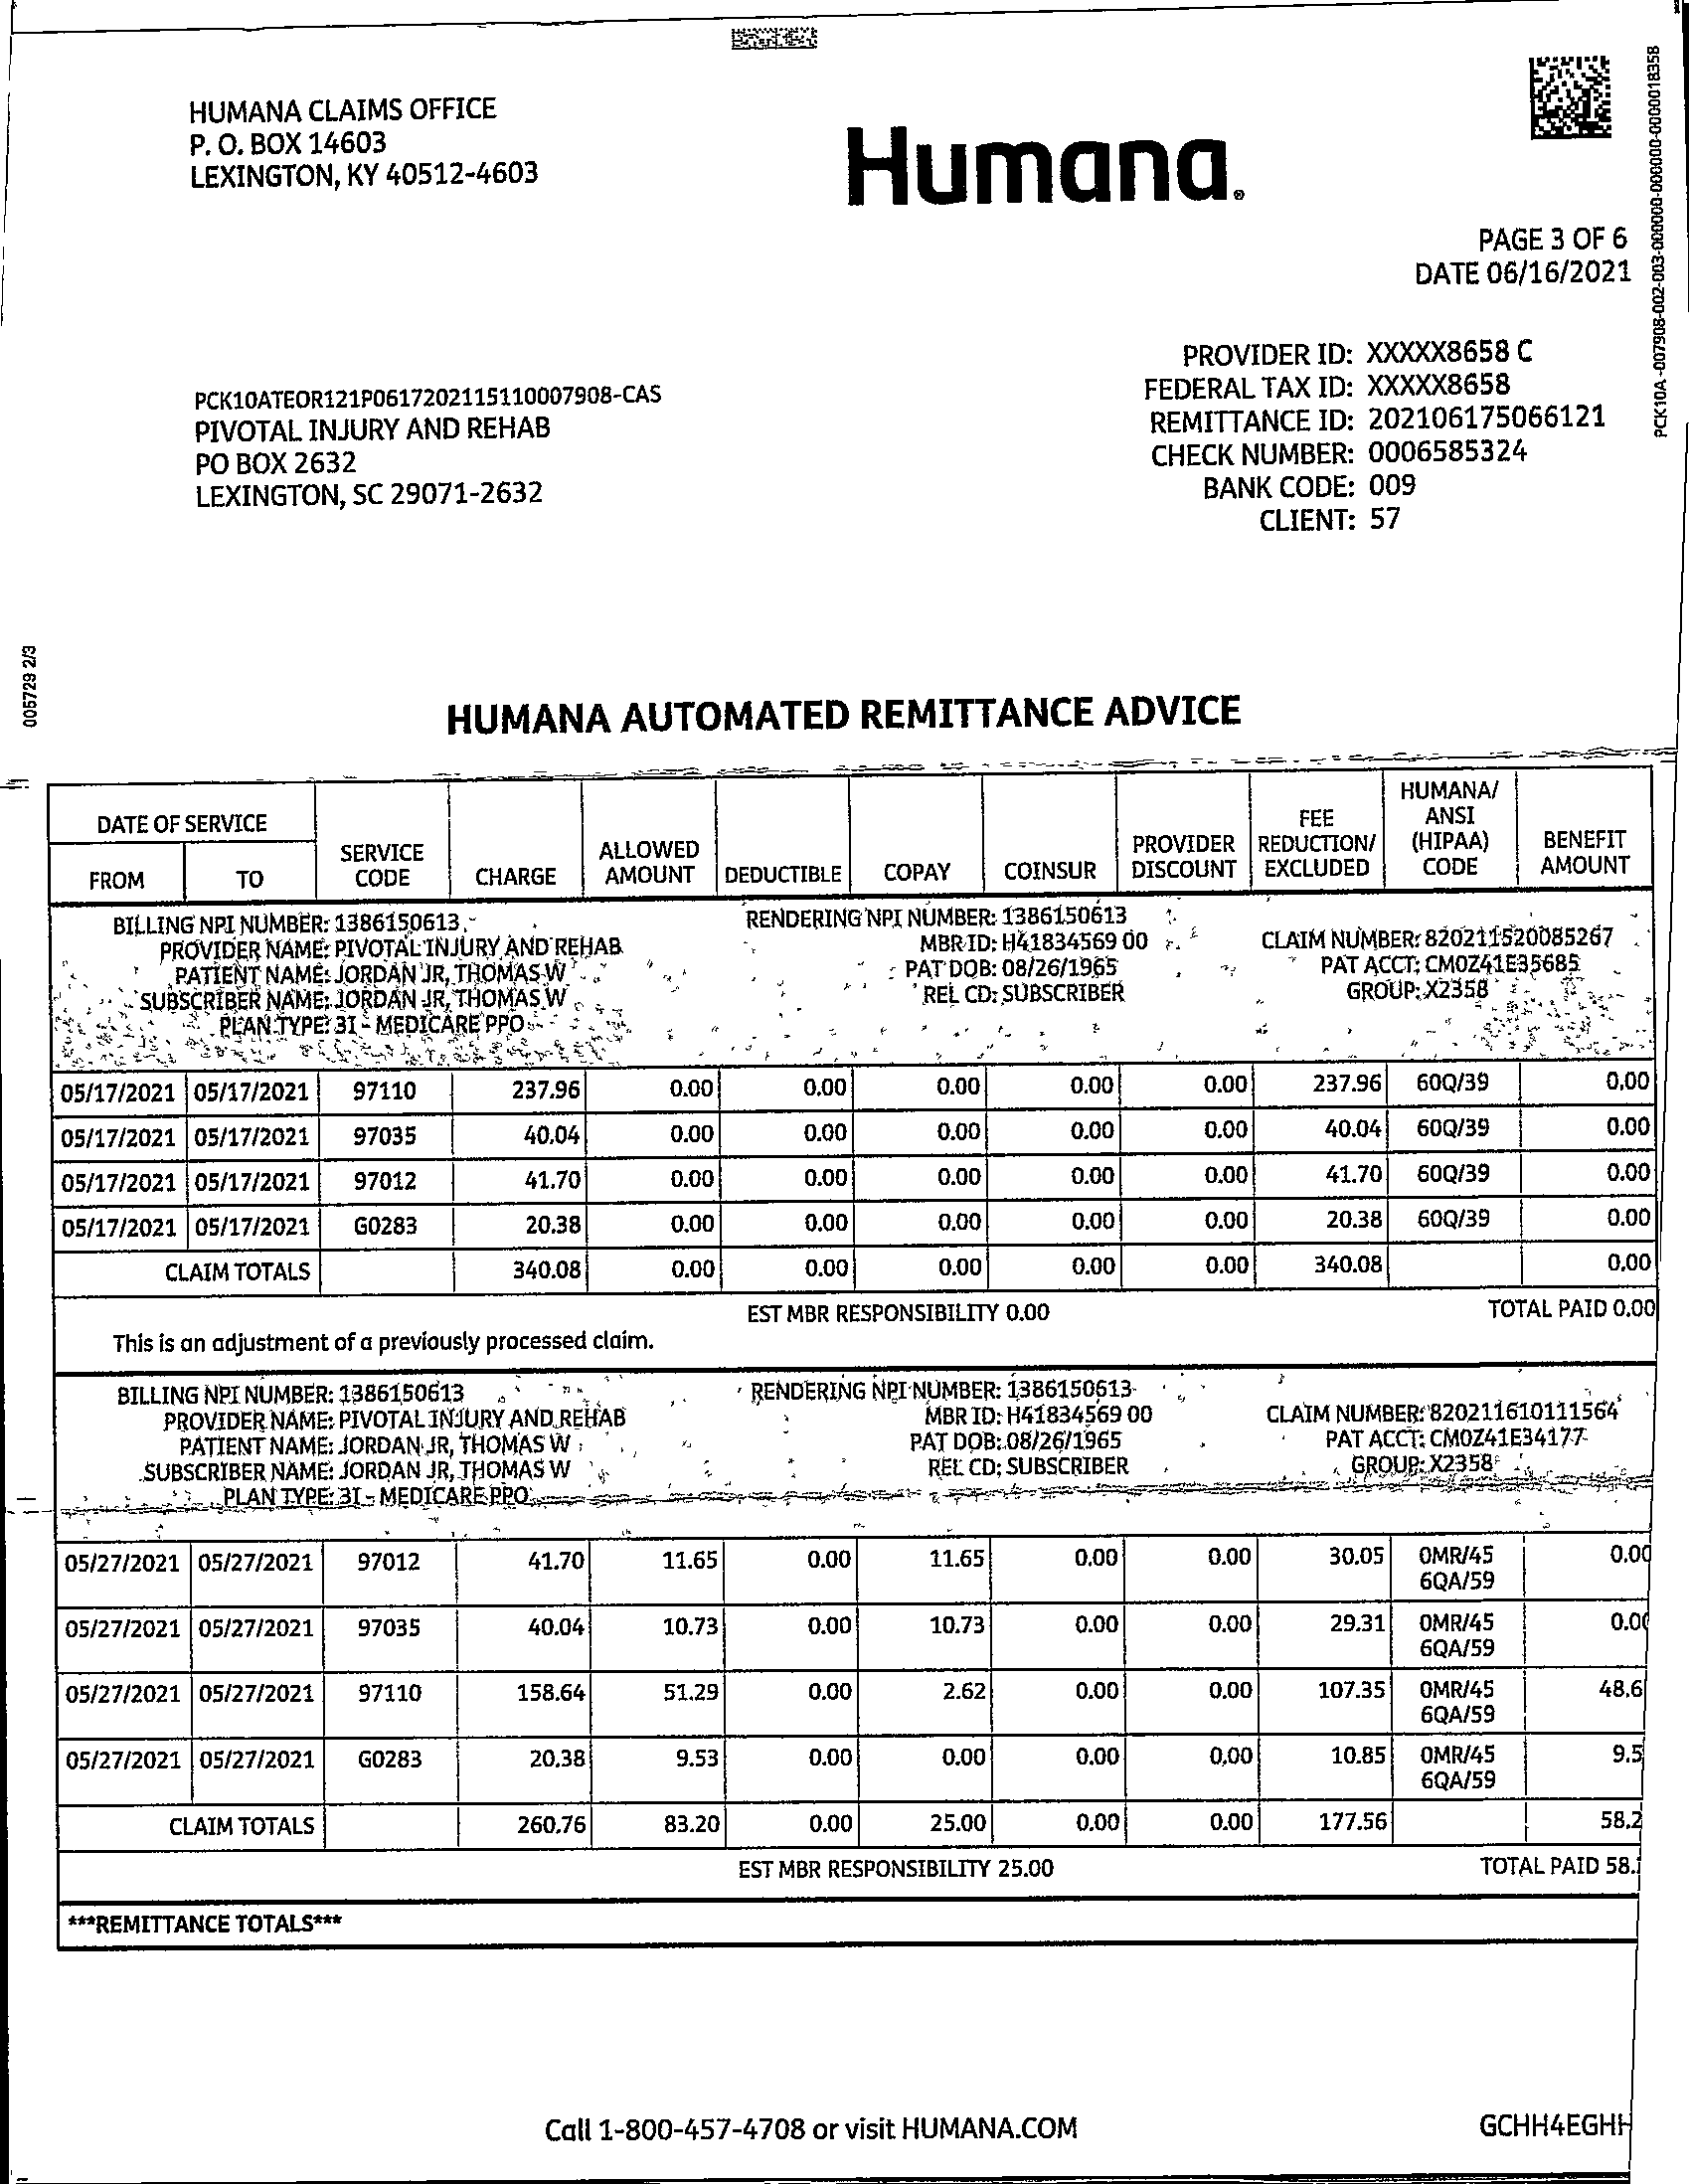 HUMANA CLAIMS OFFICE
P. O. BOX 14603
LEXINGTON, KY 40512-4603
Humana.
PCK10A-007908-002-003-000000-000000-000000-00000018358
PAGE 3 OF 6
DATE 06/16/2021
PROVIDER ID: XXXXX8658 C
FEDERAL TAX ID: XXXXX8658
REMITTANCE ID: 202106175066121
CHECK NUMBER: 0006585324
BANK CODE: 009
CLIENT: 57
PCK10ATEOR121P0617202115110007908-CAS
PIVOTAL INJURY AND REHAB
PO BOX 2632
LEXINGTON, SC 29071-2632
005729 2/3
HUMANA AUTOMATED REMITTANCE ADVICE
DATE OF SERVICE FROM TO SERVICE CODE CHARGE ALLOWED AMOUNT DEDUCTIBLE COPAY COINSUR PROVIDER DISCOUNT FEE REDUCTION/ EXCLUDED HUMANA/ ANSI (HIPAA) CODE BENEFIT AMOUNT
BILLING NPI NUMBER: 1386150613 RENDERING NPI NUMBER: 1386150613
PROVIDER NAME: PIVOTAL INJURY AND REHAB MBR ID: H41834569 00 CLAIM NUMBER: 820211520085267
PATIENT NAME: JORDAN JR, THOMAS W PAT DOB: 08/26/1965 PAT ACCT: CM0Z41E35685
SUBSCRIBER NAME: JORDAN JR, THOMAS W REL CD: SUBSCRIBER GROUP: X2358
PLAN TYPE: 3I - MEDICARE PPO
05/17/2021 05/17/2021 97110 237.96 0.00 0.00 0.00 0.00 0.00 237.96 60Q/39 0.00
05/17/2021 05/17/2021 97035 40.04 0.00 0.00 0.00 0.00 0.00 40.04 60Q/39 0.00
05/17/2021 05/17/2021 97012 41.70 0.00 0.00 0.00 0.00 0.00 41.70 60Q/39 0.00
05/17/2021 05/17/2021 G0283 20.38 0.00 0.00 0.00 0.00 0.00 20.38 60Q/39 0.00
CLAIM TOTALS 340.08 0.00 0.00 0.00 0.00 0.00 340.08 0.00
EST MBR RESPONSIBILITY 0.00 TOTAL PAID 0.00
This is an adjustment of a previously processed claim.
BILLING NPI NUMBER: 1386150613 RENDERING NPI NUMBER: 1386150613
PROVIDER NAME: PIVOTAL INJURY AND REHAB MBR ID: H41834569 00 CLAIM NUMBER: 820211610111564
PATIENT NAME: JORDAN JR, THOMAS W PAT DOB: 08/26/1965 PAT ACCT: CM0Z41E34177
SUBSCRIBER NAME: JORDAN JR, THOMAS W REL CD: SUBSCRIBER GROUP: X2358
PLAN TYPE: 3I - MEDICARE PPO
05/27/2021 05/27/2021 97012 41.70 11.65 0.00 11.65 0.00 0.00 30.05 0MR/45 0.00
6QA/59
05/27/2021 05/27/2021 97035 40.04 10.73 0.00 10.73 0.00 0.00 29.31 0MR/45 0.00
6QA/59
05/27/2021 05/27/2021 97110 158.64 51.29 0.00 2.62 0.00 0.00 107.35 0MR/45 48.6
6QA/59
05/27/2021 05/27/2021 G0283 20.38 9.53 0.00 0.00 0.00 0.00 10.85 0MR/45 9.5
6QA/59
CLAIM TOTALS 260.76 83.20 0.00 25.00 0.00 0.00 177.56 58.2
EST MBR RESPONSIBILITY 25.00 TOTAL PAID 58.
***REMITTANCE TOTALS***
Call 1-800-457-4708 or visit HUMANA.COM
GCHH4EGHH